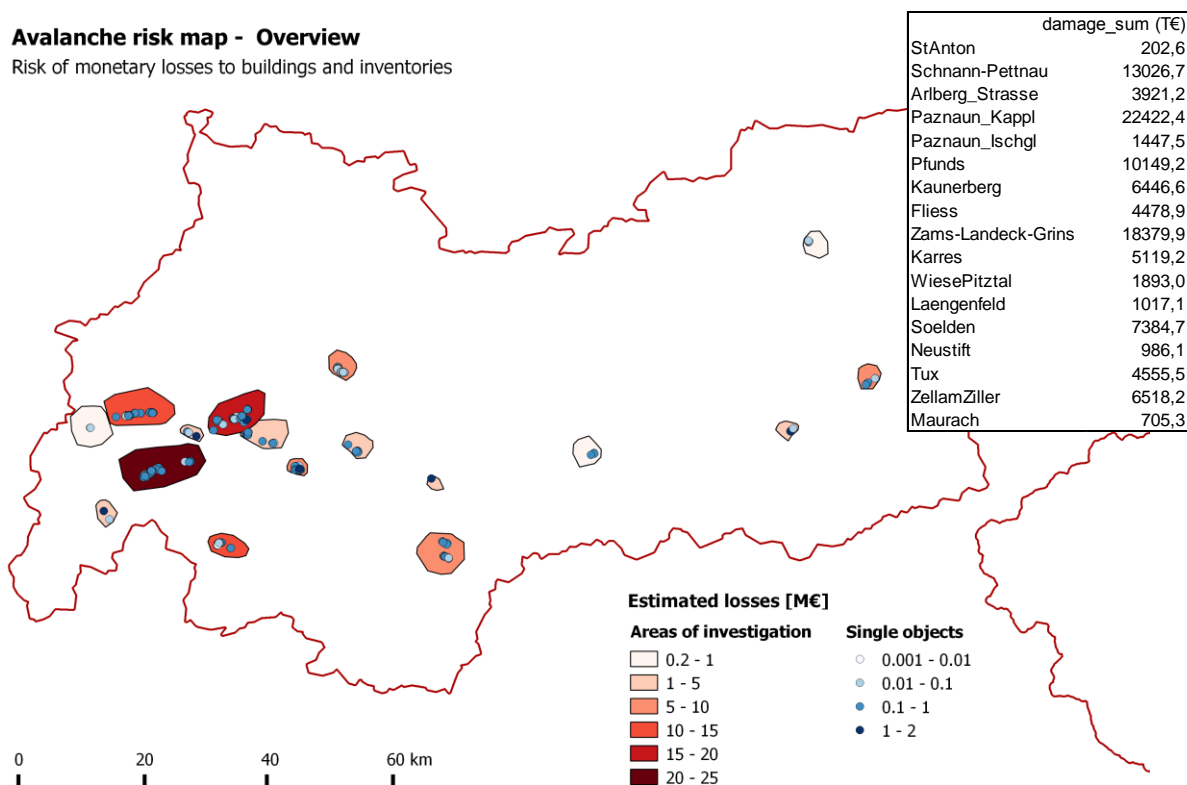 Avalanche risk map - Overview
Risk of monetary losses to buildings and inventories
damage_sum (T€)
StAnton 202,6
Schnann-Pettnau 13026,7
Arlberg_Strasse 3921,2
Paznaun_Kappl 22422,4
Paznaun_Ischgl 1447,5
Pfunds 10149,2
Kaunerberg 6446,6
Fliess 4478,9
Zams-Landeck-Grins 18379,9
Karres 5119,2
WiesePitztal 1893,0
Laengenfeld 1017,1
Soelden 7384,7
Neustift 986,1
Tux 4555,5
ZellamZiller 6518,2
Maurach 705,3
Estimated losses [M€]
Areas of investigation
0.2 - 1
1 - 5
5 - 10
10 - 15
15 - 20
20 - 25
Single objects
0.001 - 0.01
0.01 - 0.1
0.1 - 1
1 - 2
0 20 40 60 km